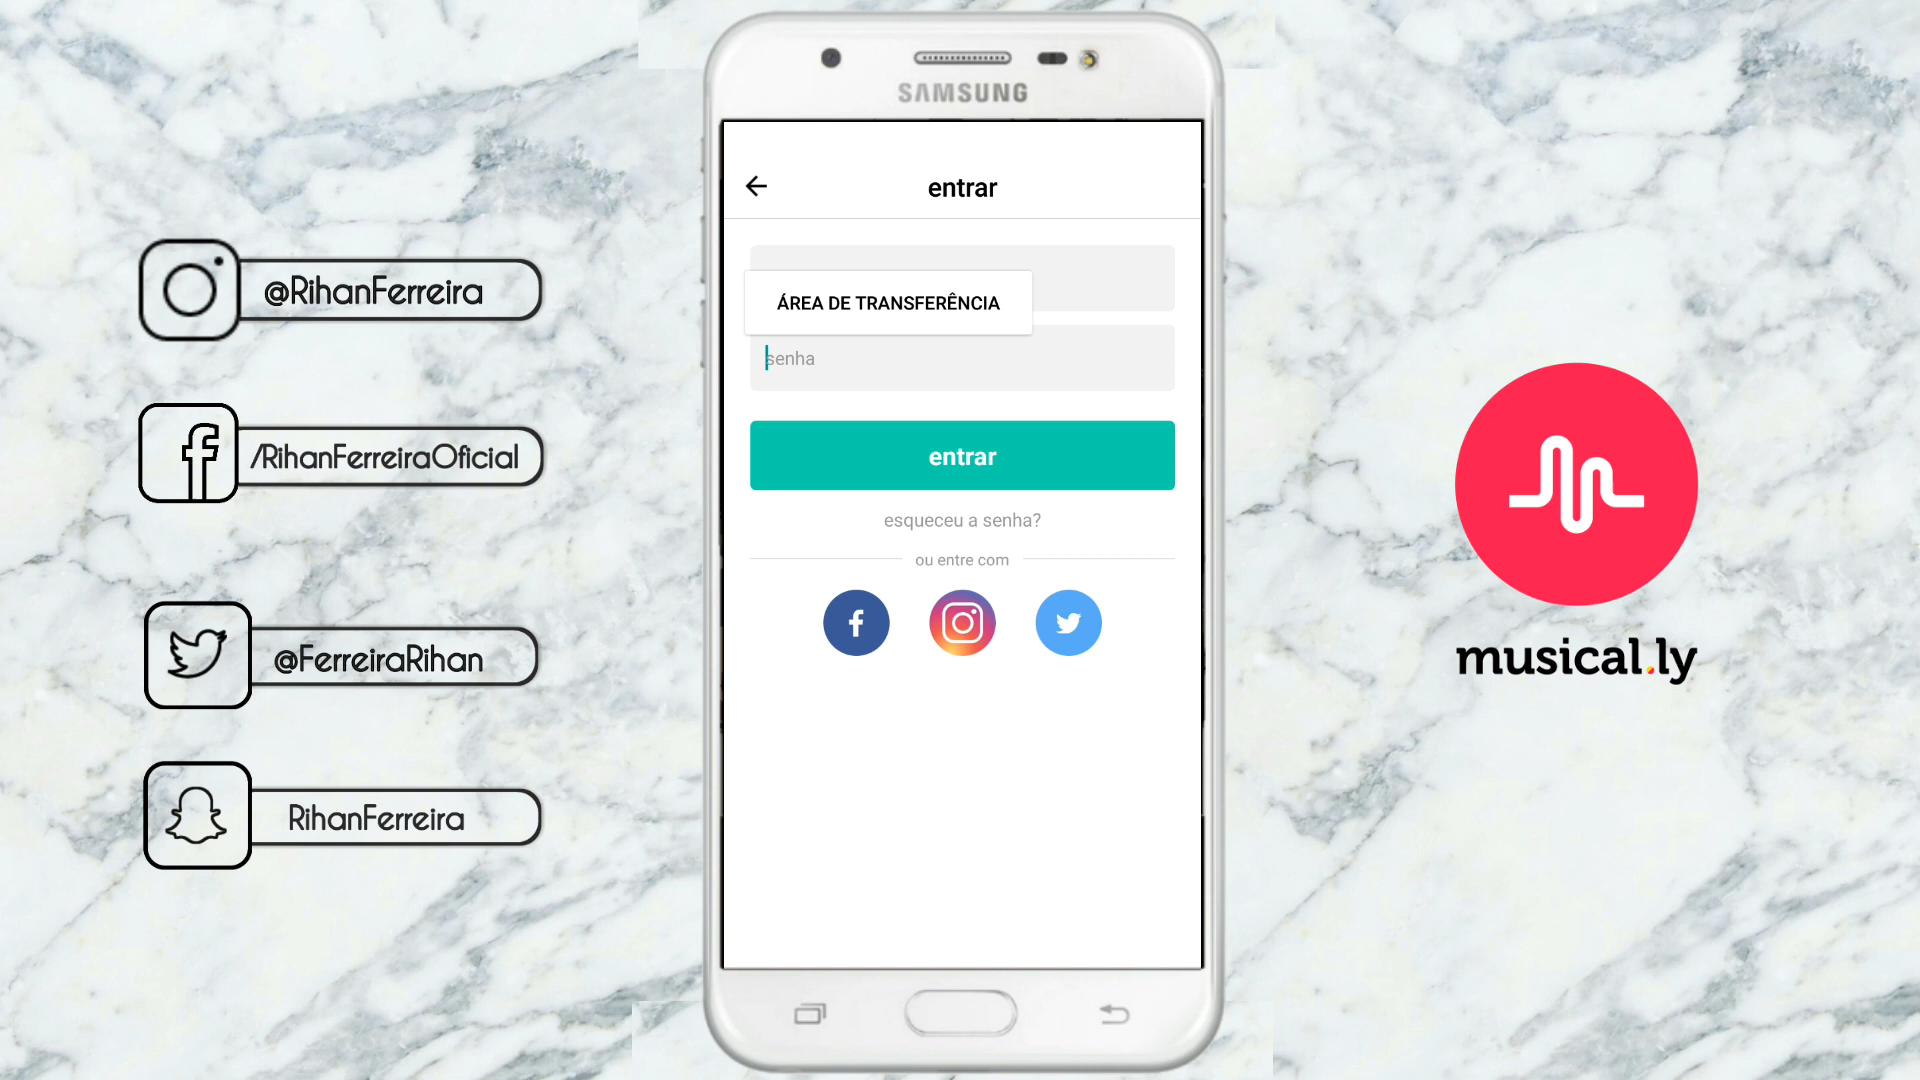 @RihanFerreira
/RihanFerreiraOficial
@FerreiraRihan
RihanFerreira
SAMSUNG
entrar
ÁREA DE TRANSFERÊNCIA
senha
entrar
esqueceu a senha?
ou entre com
musical.ly